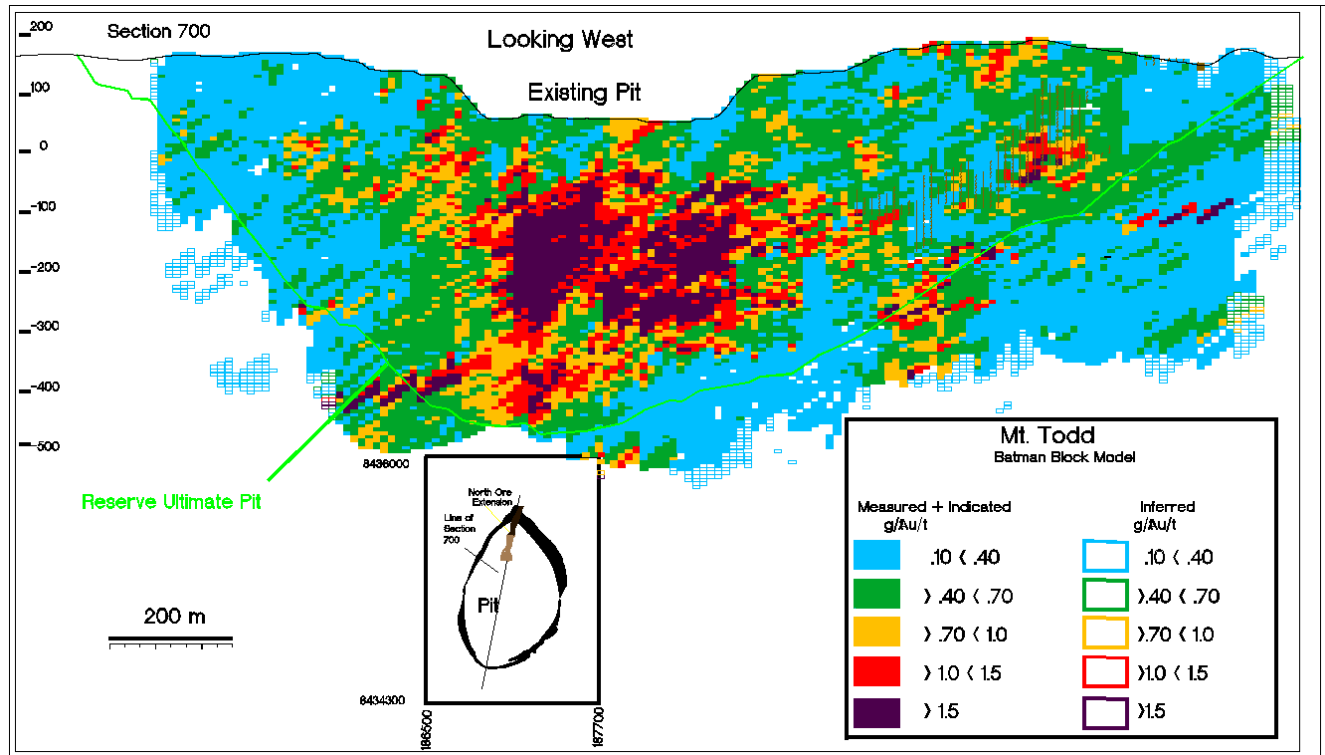 200
Section 700
Looking West
Existing Pit
100
0
-100
-200
-300
-400
-500
Reserve Ultimate Pit
200 m
8436000
North Ore
Extension
Line of
Section
700
Pit
8434300
186500
187700
Mt. Todd
Batman Block Model
Measured + Indicated
g/Au/t
.10 < .40
> .40 < .70
> .70 < 1.0
> 1.0 < 1.5
> 1.5
Inferred
g/Au/t
.10 < .40
>.40 < .70
>.70 < 1.0
>1.0 < 1.5
>1.5